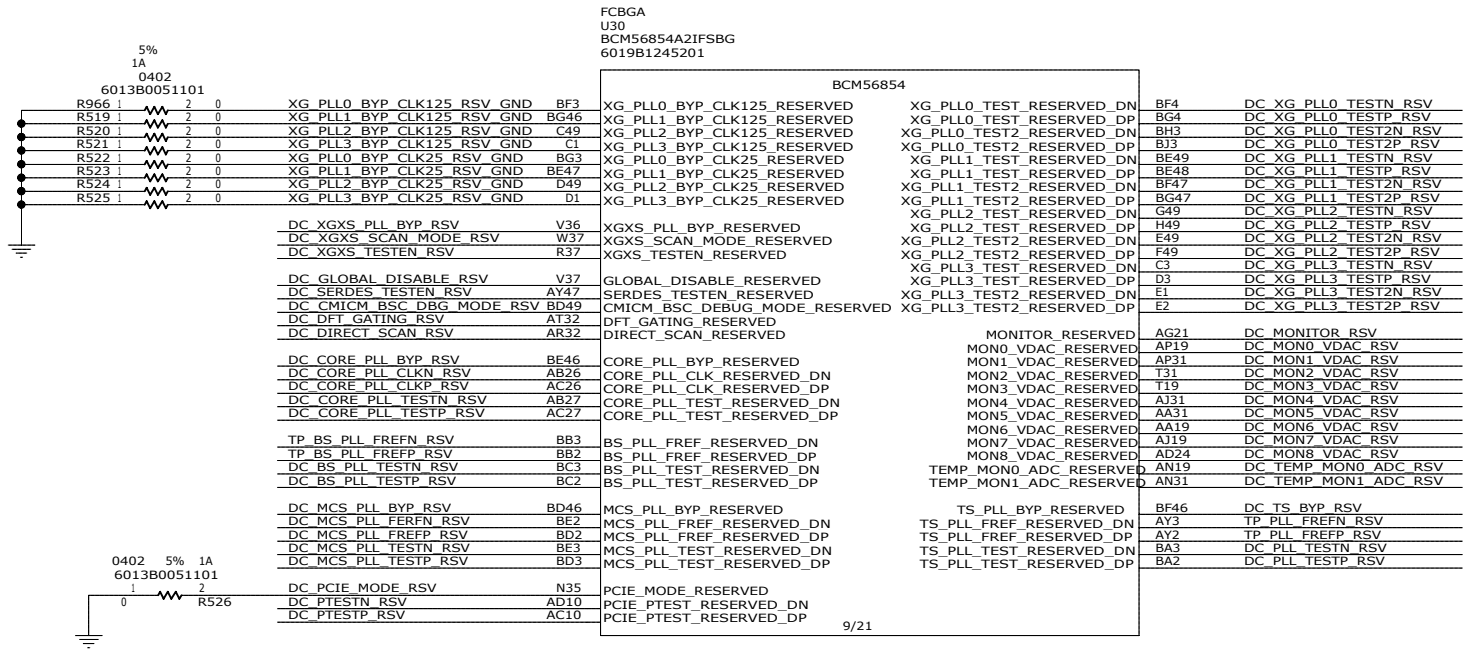 FCBGA
U30
BCM56854A2IFSBG
6019B1245201
5%
1A
0402
6013B0051101
BCM56854
R966 1 2 0 XG_PLL0_BYP_CLK125_RSV_GND BF3 XG_PLL0_BYP_CLK125_RESERVED XG_PLL0_TEST_RESERVED_DN BF4 DC_XG_PLL0_TESTN_RSV
R519 1 2 0 XG_PLL1_BYP_CLK125_RSV_GND BG46 XG_PLL1_BYP_CLK125_RESERVED XG_PLL0_TEST_RESERVED_DP BG4 DC_XG_PLL0_TESTP_RSV
R520 1 2 0 XG_PLL2_BYP_CLK125_RSV_GND C49 XG_PLL2_BYP_CLK125_RESERVED XG_PLL0_TEST2_RESERVED_DN BH3 DC_XG_PLL0_TEST2N_RSV
R521 1 2 0 XG_PLL3_BYP_CLK125_RSV_GND C1 XG_PLL3_BYP_CLK125_RESERVED XG_PLL0_TEST2_RESERVED_DP BJ3 DC_XG_PLL0_TEST2P_RSV
R522 1 2 0 XG_PLL0_BYP_CLK25_RSV_GND BG3 XG_PLL0_BYP_CLK25_RESERVED XG_PLL1_TEST_RESERVED_DN BE49 DC_XG_PLL1_TESTN_RSV
R523 1 2 0 XG_PLL1_BYP_CLK25_RSV_GND BE47 XG_PLL1_BYP_CLK25_RESERVED XG_PLL1_TEST_RESERVED_DP BE48 DC_XG_PLL1_TESTP_RSV
R524 1 2 0 XG_PLL2_BYP_CLK25_RSV_GND D49 XG_PLL2_BYP_CLK25_RESERVED XG_PLL1_TEST2_RESERVED_DN BF47 DC_XG_PLL1_TEST2N_RSV
R525 1 2 0 XG_PLL3_BYP_CLK25_RSV_GND D1 XG_PLL3_BYP_CLK25_RESERVED XG_PLL1_TEST2_RESERVED_DP BG47 DC_XG_PLL1_TEST2P_RSV
XG_PLL2_TEST_RESERVED_DN G49 DC_XG_PLL2_TESTN_RSV
DC_XGXS_PLL_BYP_RSV V36 XGXS_PLL_BYP_RESERVED XG_PLL2_TEST_RESERVED_DP H49 DC_XG_PLL2_TESTP_RSV
DC_XGXS_SCAN_MODE_RSV W37 XGXS_SCAN_MODE_RESERVED XG_PLL2_TEST2_RESERVED_DN E49 DC_XG_PLL2_TEST2N_RSV
DC_XGXS_TESTEN_RSV R37 XGXS_TESTEN_RESERVED XG_PLL2_TEST2_RESERVED_DP F49 DC_XG_PLL2_TEST2P_RSV
XG_PLL3_TEST_RESERVED_DN C3 DC_XG_PLL3_TESTN_RSV
DC_GLOBAL_DISABLE_RSV V37 GLOBAL_DISABLE_RESERVED XG_PLL3_TEST_RESERVED_DP D3 DC_XG_PLL3_TESTP_RSV
DC_SERDES_TESTEN_RSV AY47 SERDES_TESTEN_RESERVED XG_PLL3_TEST2_RESERVED_DN E1 DC_XG_PLL3_TEST2N_RSV
DC_CMICM_BSC_DBG_MODE_RSV BD49 CMICM_BSC_DEBUG_MODE_RESERVED XG_PLL3_TEST2_RESERVED_DP E2 DC_XG_PLL3_TEST2P_RSV
DC_DFT_GATING_RSV AT32 DFT_GATING_RESERVED
DC_DIRECT_SCAN_RSV AR32 DIRECT_SCAN_RESERVED MONITOR_RESERVED AG21 DC_MONITOR_RSV
MON0_VDAC_RESERVED AP19 DC_MON0_VDAC_RSV
DC_CORE_PLL_BYP_RSV BE46 CORE_PLL_BYP_RESERVED MON1_VDAC_RESERVED AP31 DC_MON1_VDAC_RSV
DC_CORE_PLL_CLKN_RSV AB26 CORE_PLL_CLK_RESERVED_DN MON2_VDAC_RESERVED T31 DC_MON2_VDAC_RSV
DC_CORE_PLL_CLKP_RSV AC26 CORE_PLL_CLK_RESERVED_DP MON3_VDAC_RESERVED T19 DC_MON3_VDAC_RSV
DC_CORE_PLL_TESTN_RSV AB27 CORE_PLL_TEST_RESERVED_DN MON4_VDAC_RESERVED AJ31 DC_MON4_VDAC_RSV
DC_CORE_PLL_TESTP_RSV AC27 CORE_PLL_TEST_RESERVED_DP MON5_VDAC_RESERVED AA31 DC_MON5_VDAC_RSV
MON6_VDAC_RESERVED AA19 DC_MON6_VDAC_RSV
TP_BS_PLL_FREFN_RSV BB3 BS_PLL_FREF_RESERVED_DN MON7_VDAC_RESERVED AJ19 DC_MON7_VDAC_RSV
TP_BS_PLL_FREFP_RSV BB2 BS_PLL_FREF_RESERVED_DP MON8_VDAC_RESERVED AD24 DC_MON8_VDAC_RSV
DC_BS_PLL_TESTN_RSV BC3 BS_PLL_TEST_RESERVED_DN TEMP_MON0_ADC_RESERVED AN19 DC_TEMP_MON0_ADC_RSV
DC_BS_PLL_TESTP_RSV BC2 BS_PLL_TEST_RESERVED_DP TEMP_MON1_ADC_RESERVED AN31 DC_TEMP_MON1_ADC_RSV
DC_MCS_PLL_BYP_RSV BD46 MCS_PLL_BYP_RESERVED TS_PLL_BYP_RESERVED BF46 DC_TS_BYP_RSV
DC_MCS_PLL_FERFN_RSV BE2 MCS_PLL_FREF_RESERVED_DN TS_PLL_FREF_RESERVED_DN AY3 TP_PLL_FREFN_RSV
DC_MCS_PLL_FREFP_RSV BD2 MCS_PLL_FREF_RESERVED_DP TS_PLL_FREF_RESERVED_DP AY2 TP_PLL_FREFP_RSV
DC_MCS_PLL_TESTN_RSV BE3 MCS_PLL_TEST_RESERVED_DN TS_PLL_TEST_RESERVED_DN BA3 DC_PLL_TESTN_RSV
DC_MCS_PLL_TESTP_RSV BD3 MCS_PLL_TEST_RESERVED_DP TS_PLL_TEST_RESERVED_DP BA2 DC_PLL_TESTP_RSV
0402 5% 1A
6013B0051101
1 2 DC_PCIE_MODE_RSV N35 PCIE_MODE_RESERVED
0 R526 DC_PTESTN_RSV AD10 PCIE_PTEST_RESERVED_DN
DC_PTESTP_RSV AC10 PCIE_PTEST_RESERVED_DP
9/21